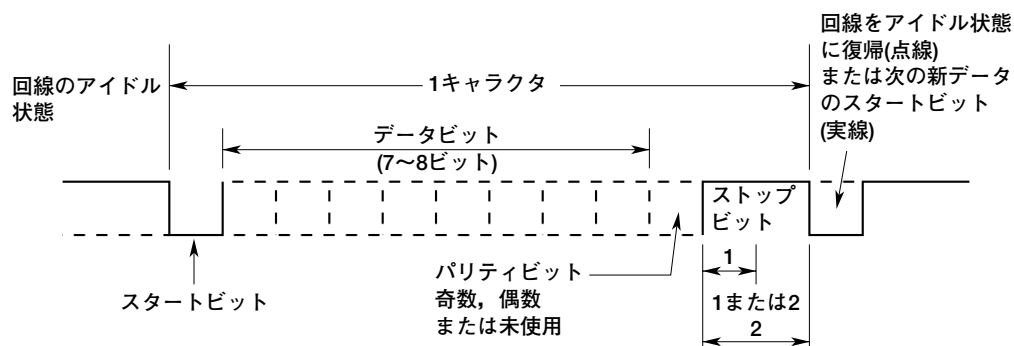 回線をアイドル状態
に復帰(点線)
または次の新データ
のスタートビット
(実線)
回線のアイドル
状態
1キャラクタ
データビット
(7〜8ビット)
ストップ
ビット
1
スタートビット
パリティビット
奇数，偶数
または未使用
1または2
2